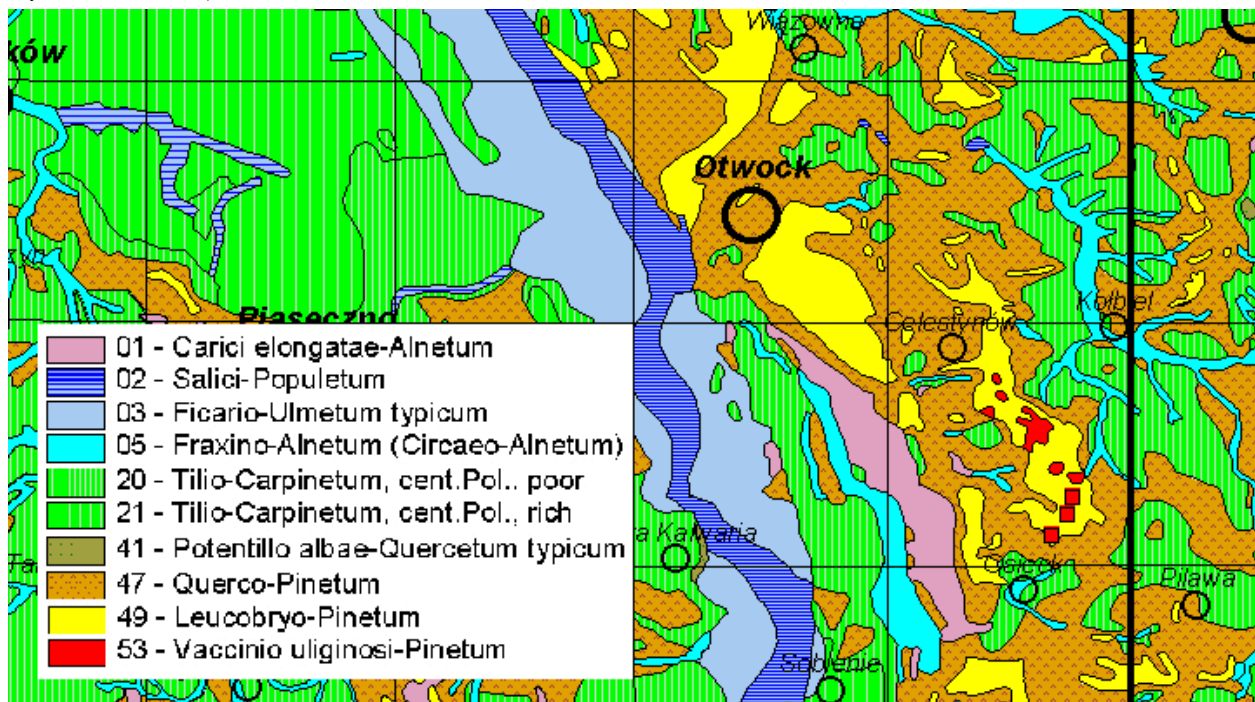 Wiązowna
ków
Otwock
Kołbiel
Celestynów
Piaseczno
01 - Carici elongatae-Alnetum
02 - Salici-Populetum
03 - Ficario-Ulmetum typicum
05 - Fraxino-Alnetum (Circaeo-Alnetum)
20 - Tilio-Carpinetum, cent.Pol.. poor
21 - Tilio-Carpinetum, cent.Pol., rich
41 - Potentillo albae-Quercetum typicum
47 - Querco-Pinetum
49 - Leucobryo-Pinetum
53 - Vaccinio uliginosi-Pinetum
a Kalwaria
Osieck
Pilawa
Sobienie